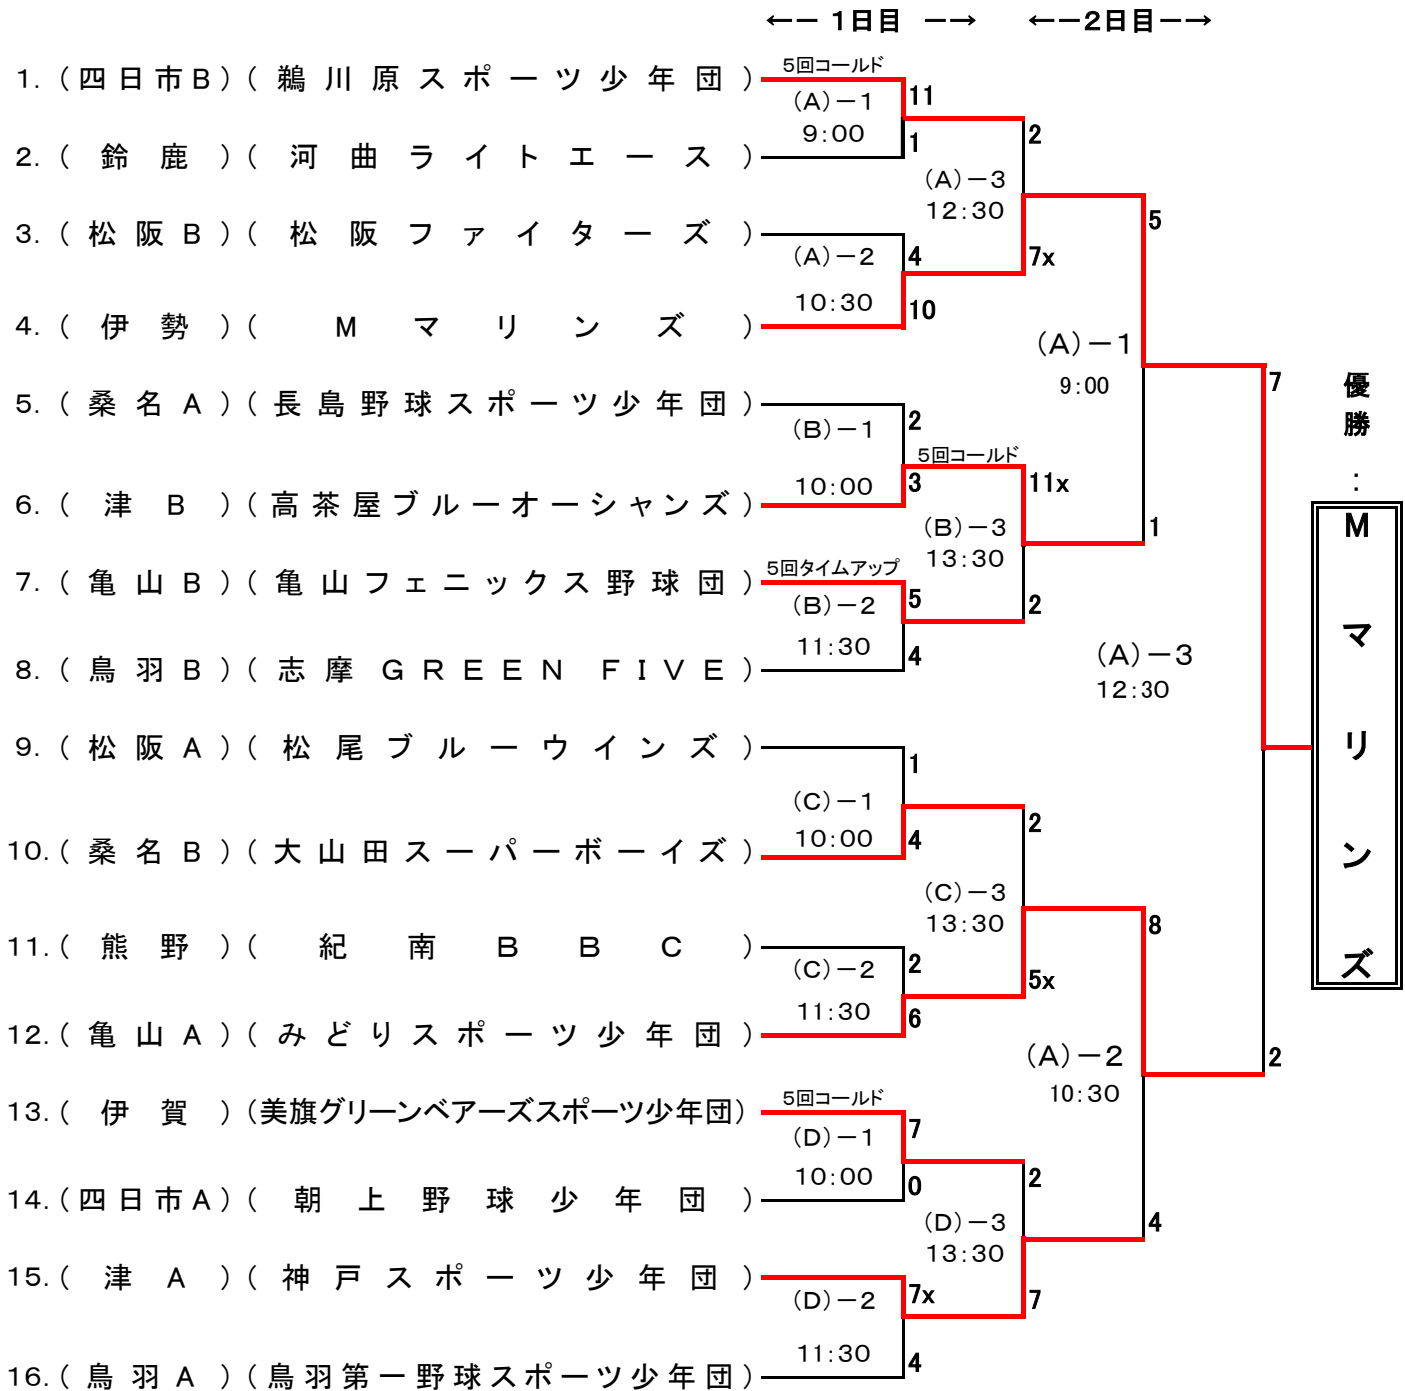 ←── 1日目 ──→ ←──2日目──→
1.(四日市B)(鵜川原スポーツ少年団)
5回コールド
(A)-1
9:00
11
1
2.(鈴鹿)(河曲ライトエース)
(A)-3
12:30
2
7x
3.(松阪B)(松阪ファイターズ)
(A)-2
10:30
4
10
4.(伊勢)(Mマリンズ)
5
(A)-1
9:00
1
5.(桑名A)(長島野球スポーツ少年団)
(B)-1
10:00
2
3
6.(津B)(高茶屋ブルーオーシャンズ)
5回コールド
11x
(B)-3
13:30
2
7.(亀山B)(亀山フェニックス野球団)
5回タイムアップ
(B)-2
11:30
5
4
8.(鳥羽B)(志摩GREEN FIVE)
7
(A)-3
12:30
2
優勝:
Mマリンズ
9.(松阪A)(松尾ブルーウインズ)
(C)-1
10:00
1
4
10.(桑名B)(大山田スーパーボーイズ)
2
(C)-3
13:30
5x
11.(熊野)(紀南BBC)
(C)-2
11:30
2
6
12.(亀山A)(みどりスポーツ少年団)
8
(A)-2
10:30
4
13.(伊賀)(美旗グリーンベアーズスポーツ少年団)
5回コールド
(D)-1
10:00
7
0
14.(四日市A)(朝上野球少年団)
2
(D)-3
13:30
7
15.(津A)(神戸スポーツ少年団)
(D)-2
11:30
7x
4
16.(鳥羽A)(鳥羽第一野球スポーツ少年団)